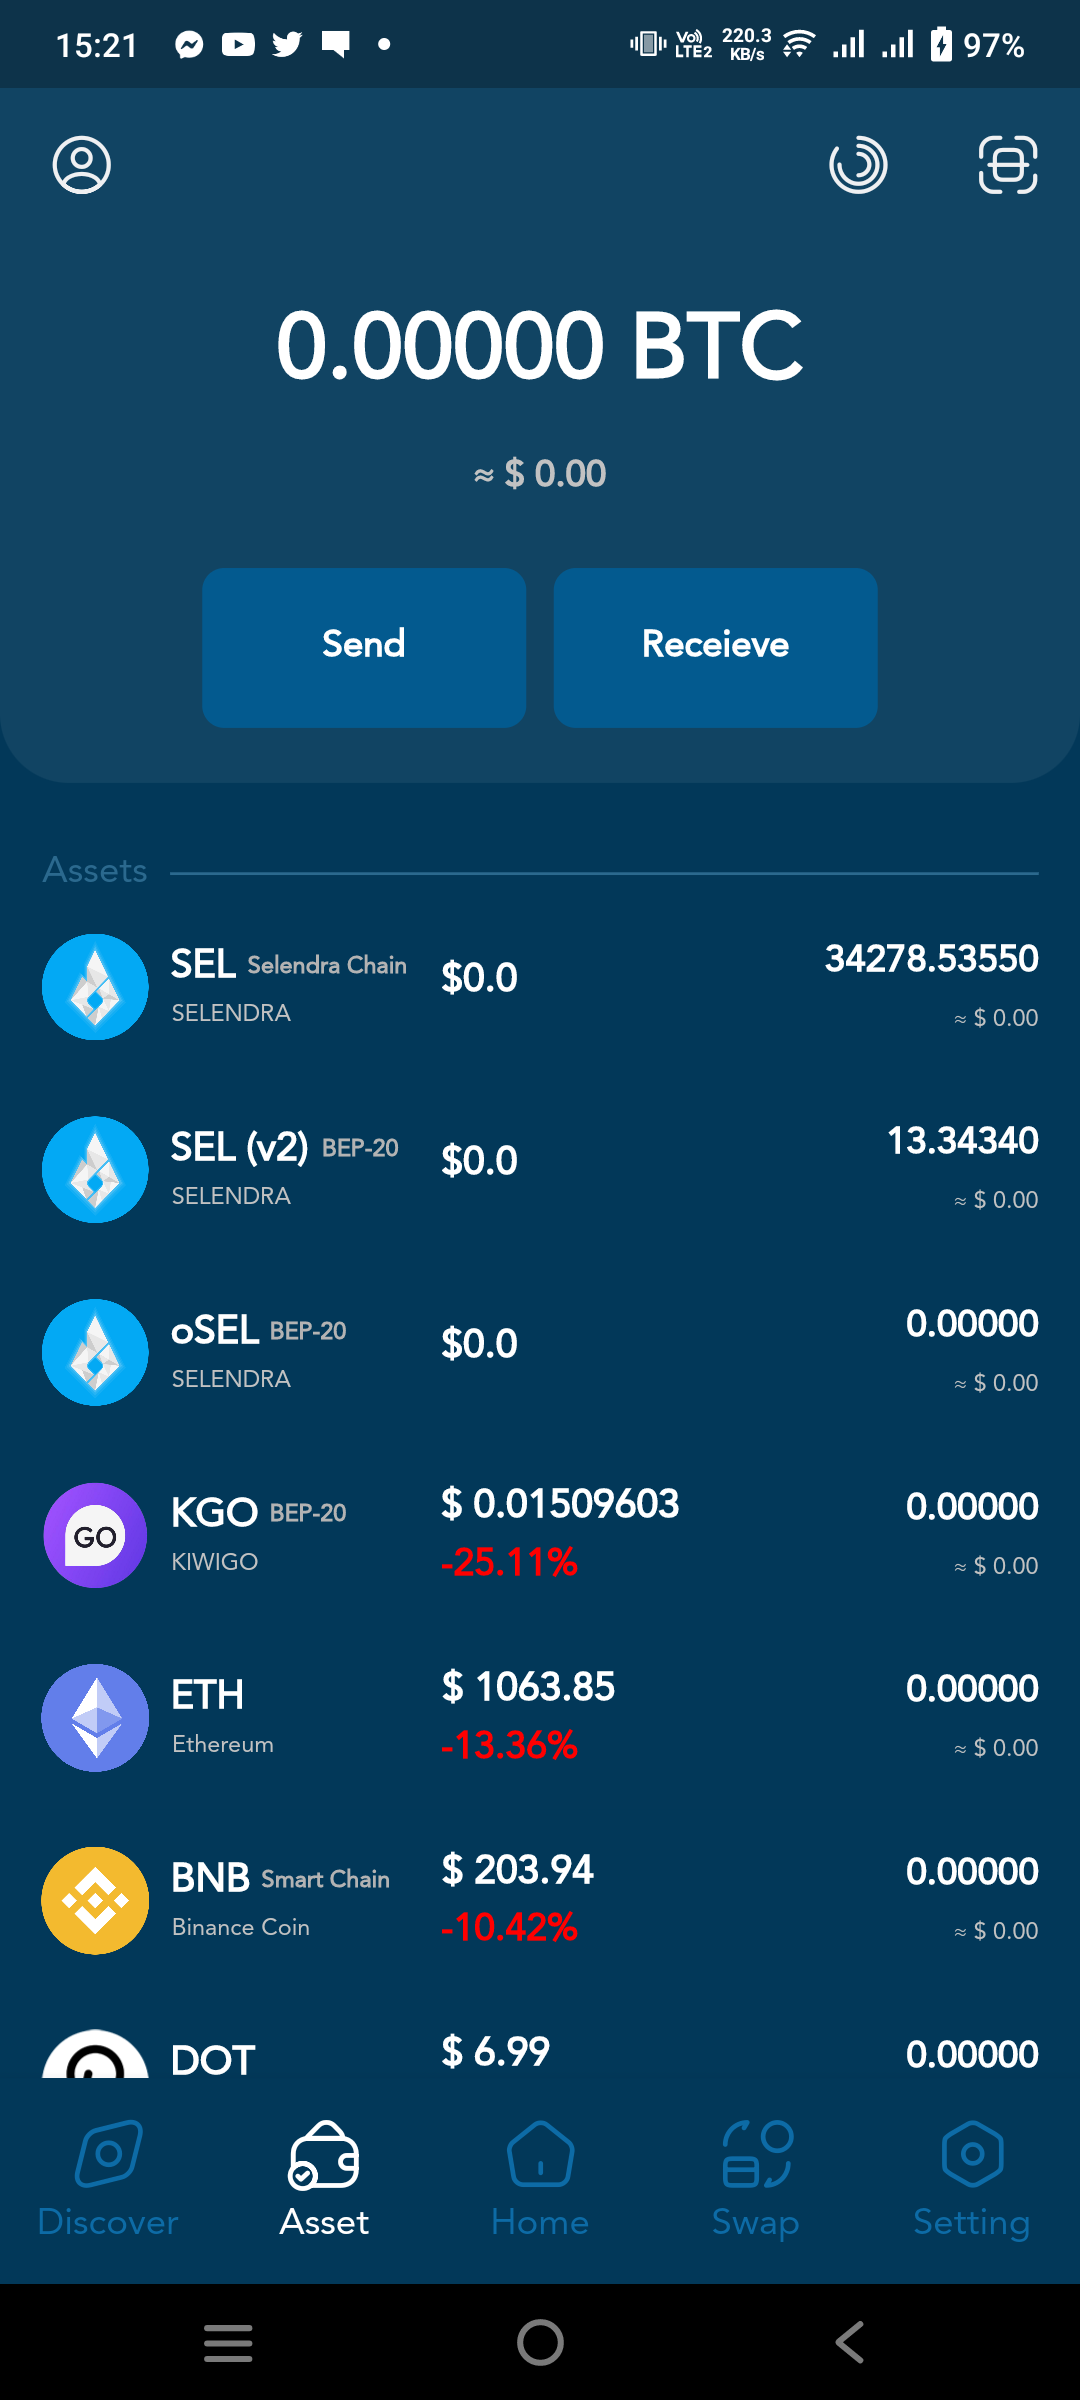 15:21 Vo) LTE2 220.3 KB/s 97%
0.00000 BTC
≈ $ 0.00
Send Receieve
Assets
SEL Selendra Chain $0.0 34278.53550
SELENDRA ≈ $ 0.00
SEL (v2) BEP-20 $0.0 13.34340
SELENDRA ≈ $ 0.00
oSEL BEP-20 $0.0 0.00000
SELENDRA ≈ $ 0.00
GO KGO BEP-20 $ 0.01509603 0.00000
KIWIGO -25.11% ≈ $ 0.00
ETH $ 1063.85 0.00000
Ethereum -13.36% ≈ $ 0.00
BNB Smart Chain $ 203.94 0.00000
Binance Coin -10.42% ≈ $ 0.00
DOT $ 6.99 0.00000
Discover Asset Home Swap Setting